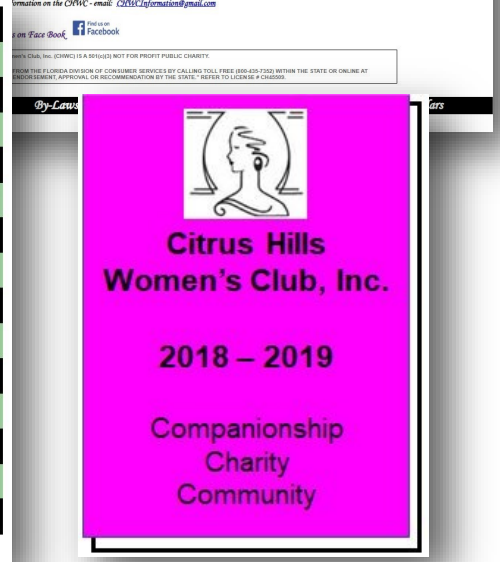 ormation on the CHWC - email: CHWCInformation@gmail.com
s on Face Book Find us on Facebook
men's Club, Inc. (CHWC) IS A 501(c)(3) NOT FOR PROFIT PUBLIC CHARITY.
FROM THE FLORIDA DIVISION OF CONSUMER SERVICES BY CALLING TOLL FREE (800-435-7352) WITHIN THE STATE OR ONLINE AT
ENDORSEMENT, APPROVAL OR RECOMMENDATION BY THE STATE." REFER TO LICENSE #
By-Laws
ars
Citrus Hills
Women's Club, Inc.
2018 – 2019
Companionship
Charity
Community